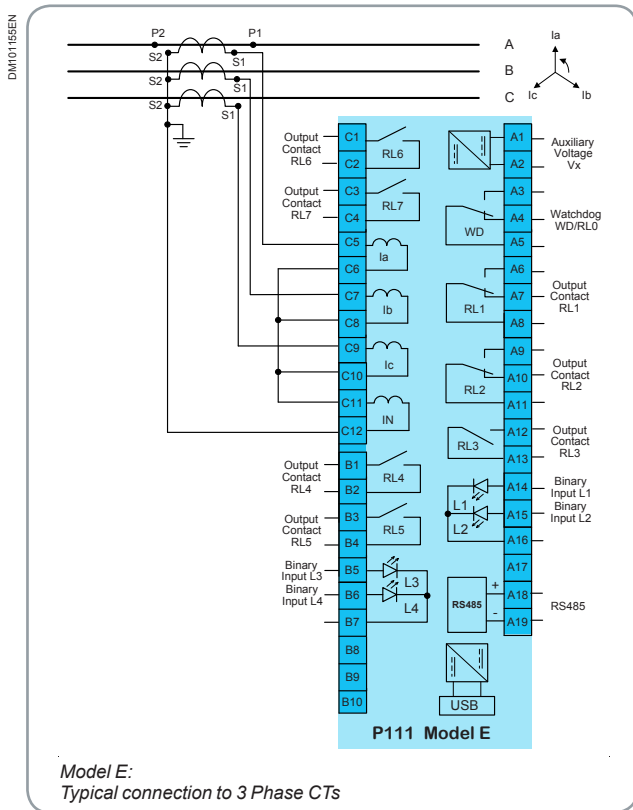 DM101155EN
P2 P1 A Ia
S2 S1
B
S2 S1
C Ic Ib
S2 S1
Output
Contact
RL6
C1
C2
RL6
Output
Contact
RL7
C3
C4
RL7
C5
C6
Ia
C7
C8
Ib
C9
C10
Ic
C11
C12
IN
Output
Contact
RL4
B1
B2
RL4
Output
Contact
RL5
B3
B4
RL5
Binary
Input L3
Binary
Input L4
B5
B6
B7
L3
L4
B8
B9
B10
A1
A2
Auxiliary
Voltage
Vx
A3
A4
A5
WD
Watchdog
WD/RL0
A6
A7
A8
RL1
Output
Contact
RL1
A9
A10
A11
RL2
Output
Contact
RL2
A12
A13
RL3
Output
Contact
RL3
A14
A15
A16
L1
L2
Binary
Input L1
Binary
Input L2
A17
A18
A19
RS485
+
-
RS485
USB
P111 Model E
Model E:
Typical connection to 3 Phase CTs